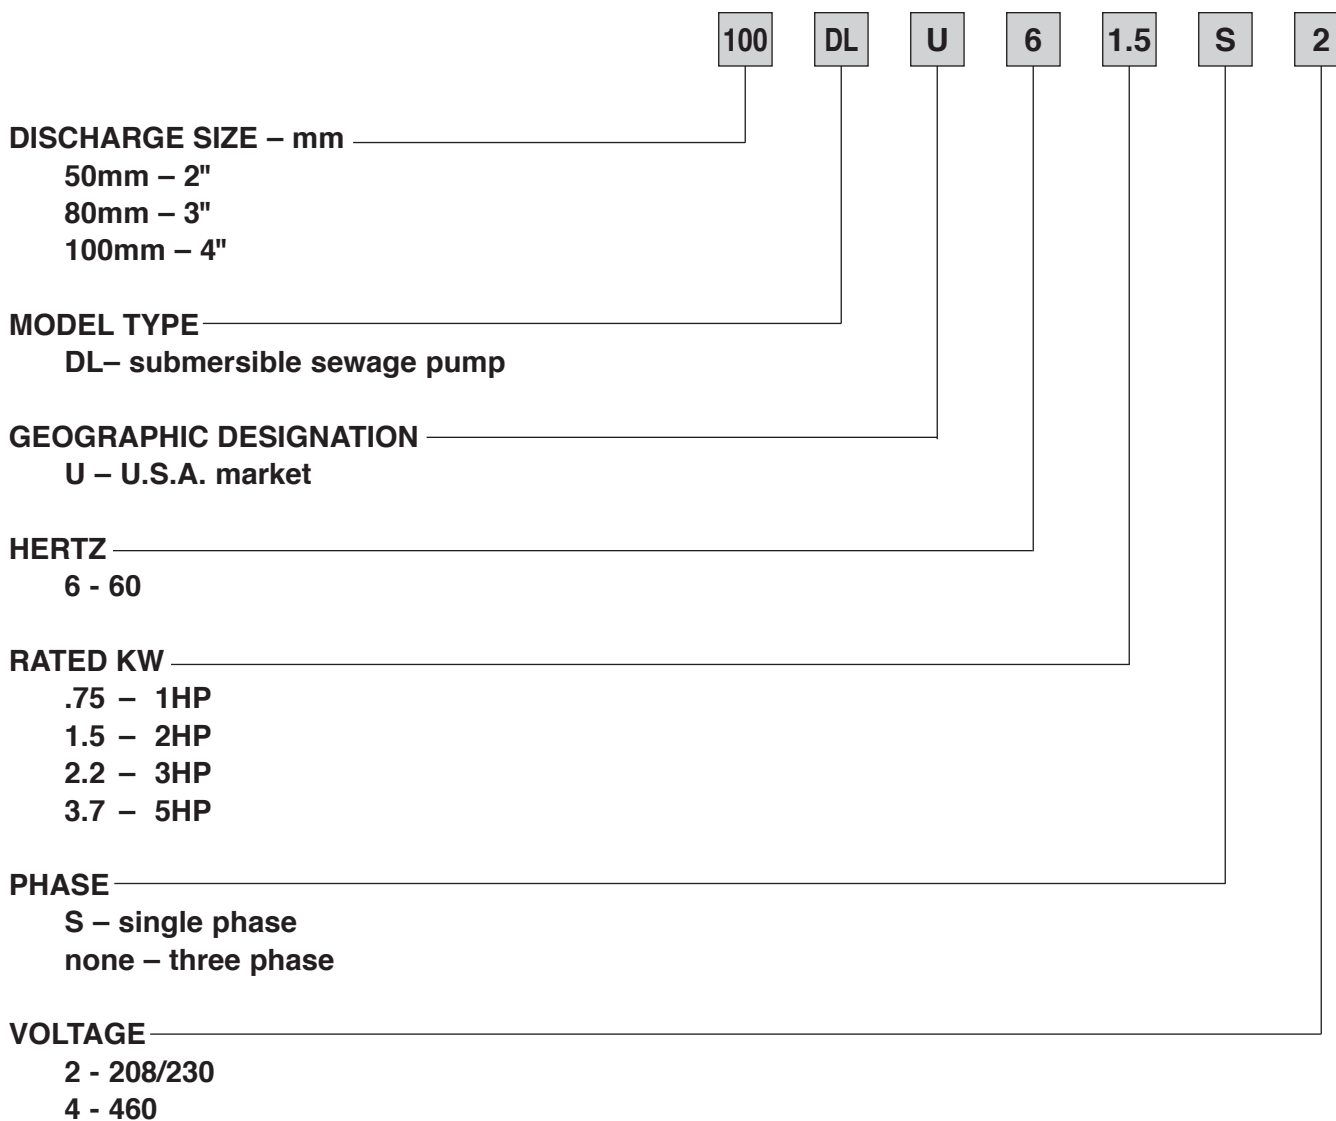 100 DL U 6 1.5 S 2
DISCHARGE SIZE – mm
50mm – 2"
80mm – 3"
100mm – 4"
MODEL TYPE
DL– submersible sewage pump
GEOGRAPHIC DESIGNATION
U – U.S.A. market
HERTZ
6 - 60
RATED KW
.75 – 1HP
1.5 – 2HP
2.2 – 3HP
3.7 – 5HP
PHASE
S – single phase
none – three phase
VOLTAGE
2 - 208/230
4 - 460